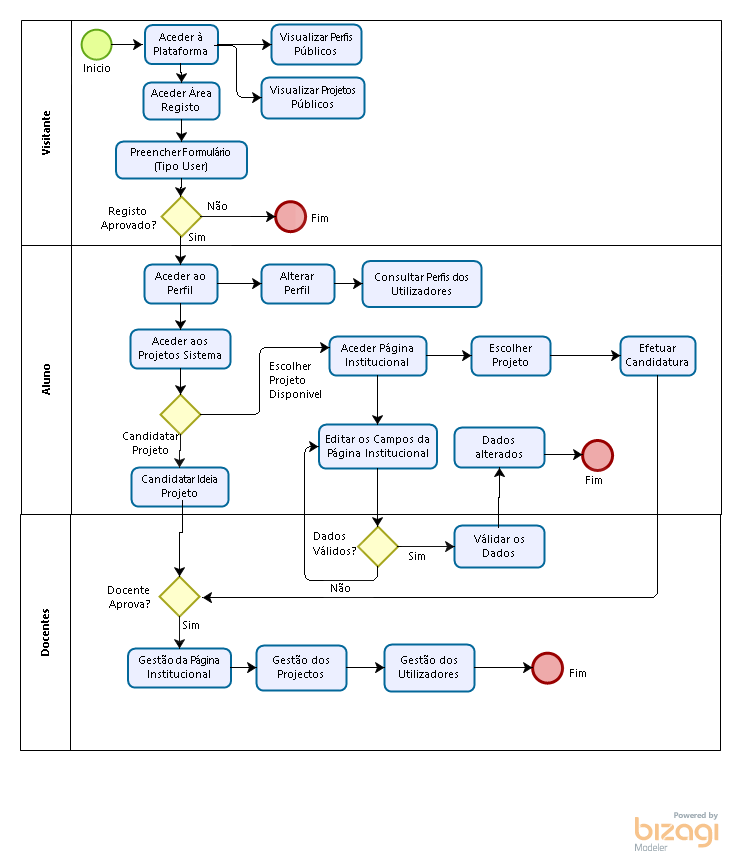 Visitante
Inicio
Aceder à
Plataforma
Visualizar Perfis
Públicos
Visualizar Projetos
Públicos
Aceder Área
Registo
Preencher Formulário
(Tipo User)
Registo
Aprovado?
Não
Fim
Sim
Aluno
Aceder ao
Perfil
Alterar
Perfil
Consultar Perfis dos
Utilizadores
Aceder aos
Projetos Sistema
Escolher
Projeto
Disponivel
Aceder Página
Institucional
Escolher
Projeto
Efetuar
Candidatura
Candidatar
Projeto
Editar os Campos da
Página Institucional
Dados
alterados
Fim
Candidatar Ideia
Projeto
Docentes
Dados
Válidos?
Sim
Válidar os
Dados
Não
Docente
Aprova?
Sim
Gestão da Página
Institucional
Gestão dos
Projectos
Gestão dos
Utilizadores
Fim
Powered by
bizagi
Modeler